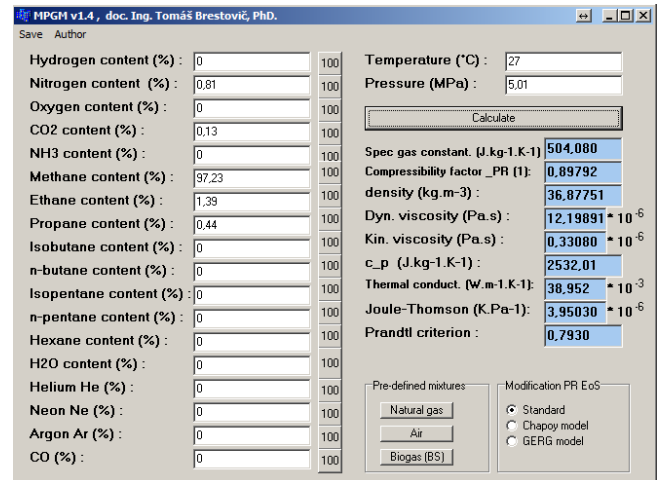 MPGM v1.4 , doc. Ing. Tomáš Brestovič, PhD.
Save Author
Hydrogen content (%) : 0 100
Nitrogen content (%) : 0,81 100
Oxygen content (%) : 0 100
CO2 content (%) : 0,13 100
NH3 content (%) : 0 100
Methane content (%) : 97,23 100
Ethane content (%) : 1,39 100
Propane content (%) : 0,44 100
Isobutane content (%) : 0 100
n-butane content (%) : 0 100
Isopentane content (%) : 0 100
n-pentane content (%) : 0 100
Hexane content (%) : 0 100
H2O content (%) : 0 100
Helium He (%) : 0 100
Neon Ne (%) : 0 100
Argon Ar (%) : 0 100
CO (%) : 0 100
Temperature (°C) : 27
Pressure (MPa) : 5,01
Calculate
Spec gas constant. (J.kg-1.K-1) 504,080
Compressibility factor _PR (1): 0,89792
density (kg.m-3) : 36,87751
Dyn. viscosity (Pa.s) : 12,19891 * 10 -6
Kin. viscosity (Pa.s) : 0,33080 * 10 -6
c_p (J.kg-1.K-1) : 2532,01
Thermal conduct. (W.m-1.K-1): 38,952 * 10 -3
Joule-Thomson (K.Pa-1): 3,95030 * 10 -6
Prandtl criterion : 0,7930
Pre-defined mixtures
Natural gas
Air
Biogas (BS)
Modification PR EoS
Standard
Chapoy model
GERG model